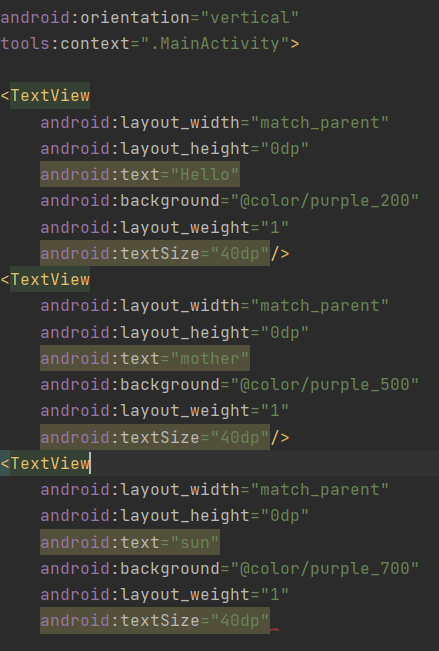 android:orientation="vertical"
tools:context=".MainActivity">
<TextView
android:layout_width="match_parent"
android:layout_height="0dp"
android:text="Hello"
android:background="@color/purple_200"
android:layout_weight="1"
android:textSize="40dp"/>
<TextView
android:layout_width="match_parent"
android:layout_height="0dp"
android:text="mother"
android:background="@color/purple_500"
android:layout_weight="1"
android:textSize="40dp"/>
<TextView
android:layout_width="match_parent"
android:layout_height="0dp"
android:text="sun"
android:background="@color/purple_700"
android:layout_weight="1"
android:textSize="40dp"